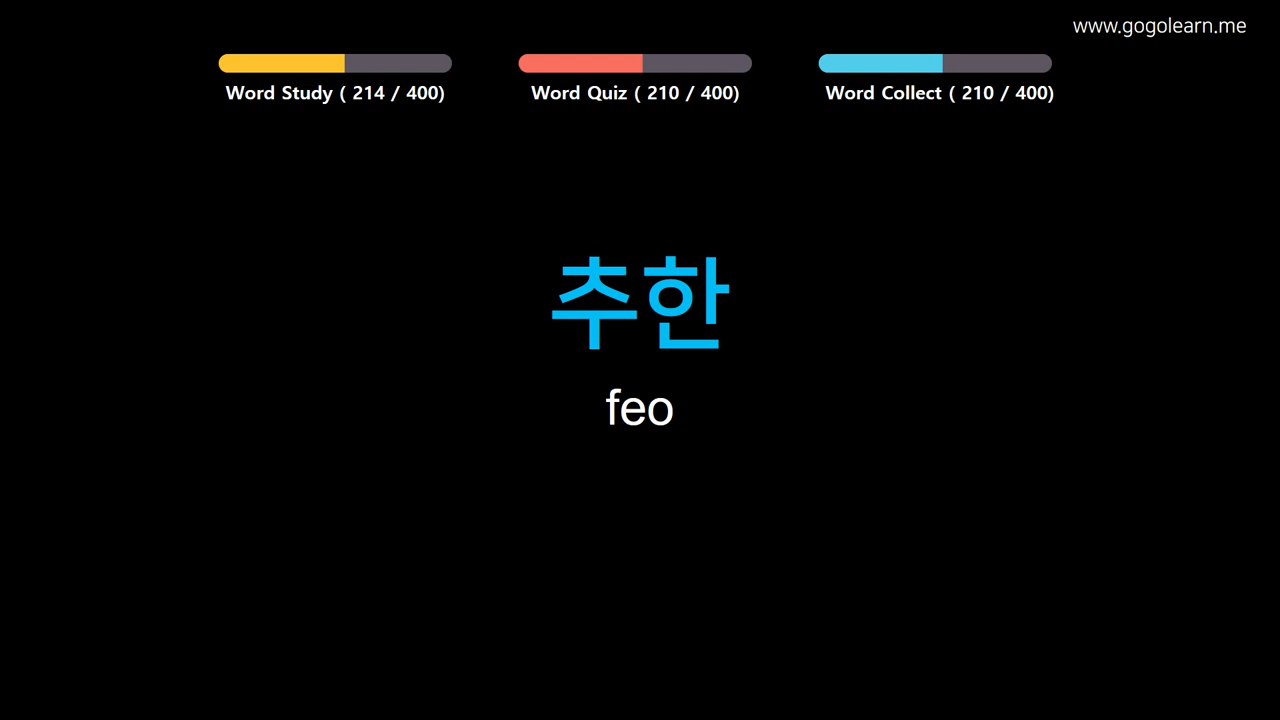 www.gogolearn.me
Word Study ( 214 / 400)
Word Quiz ( 210 / 400)
Word Collect ( 210 / 400)
추한
feo